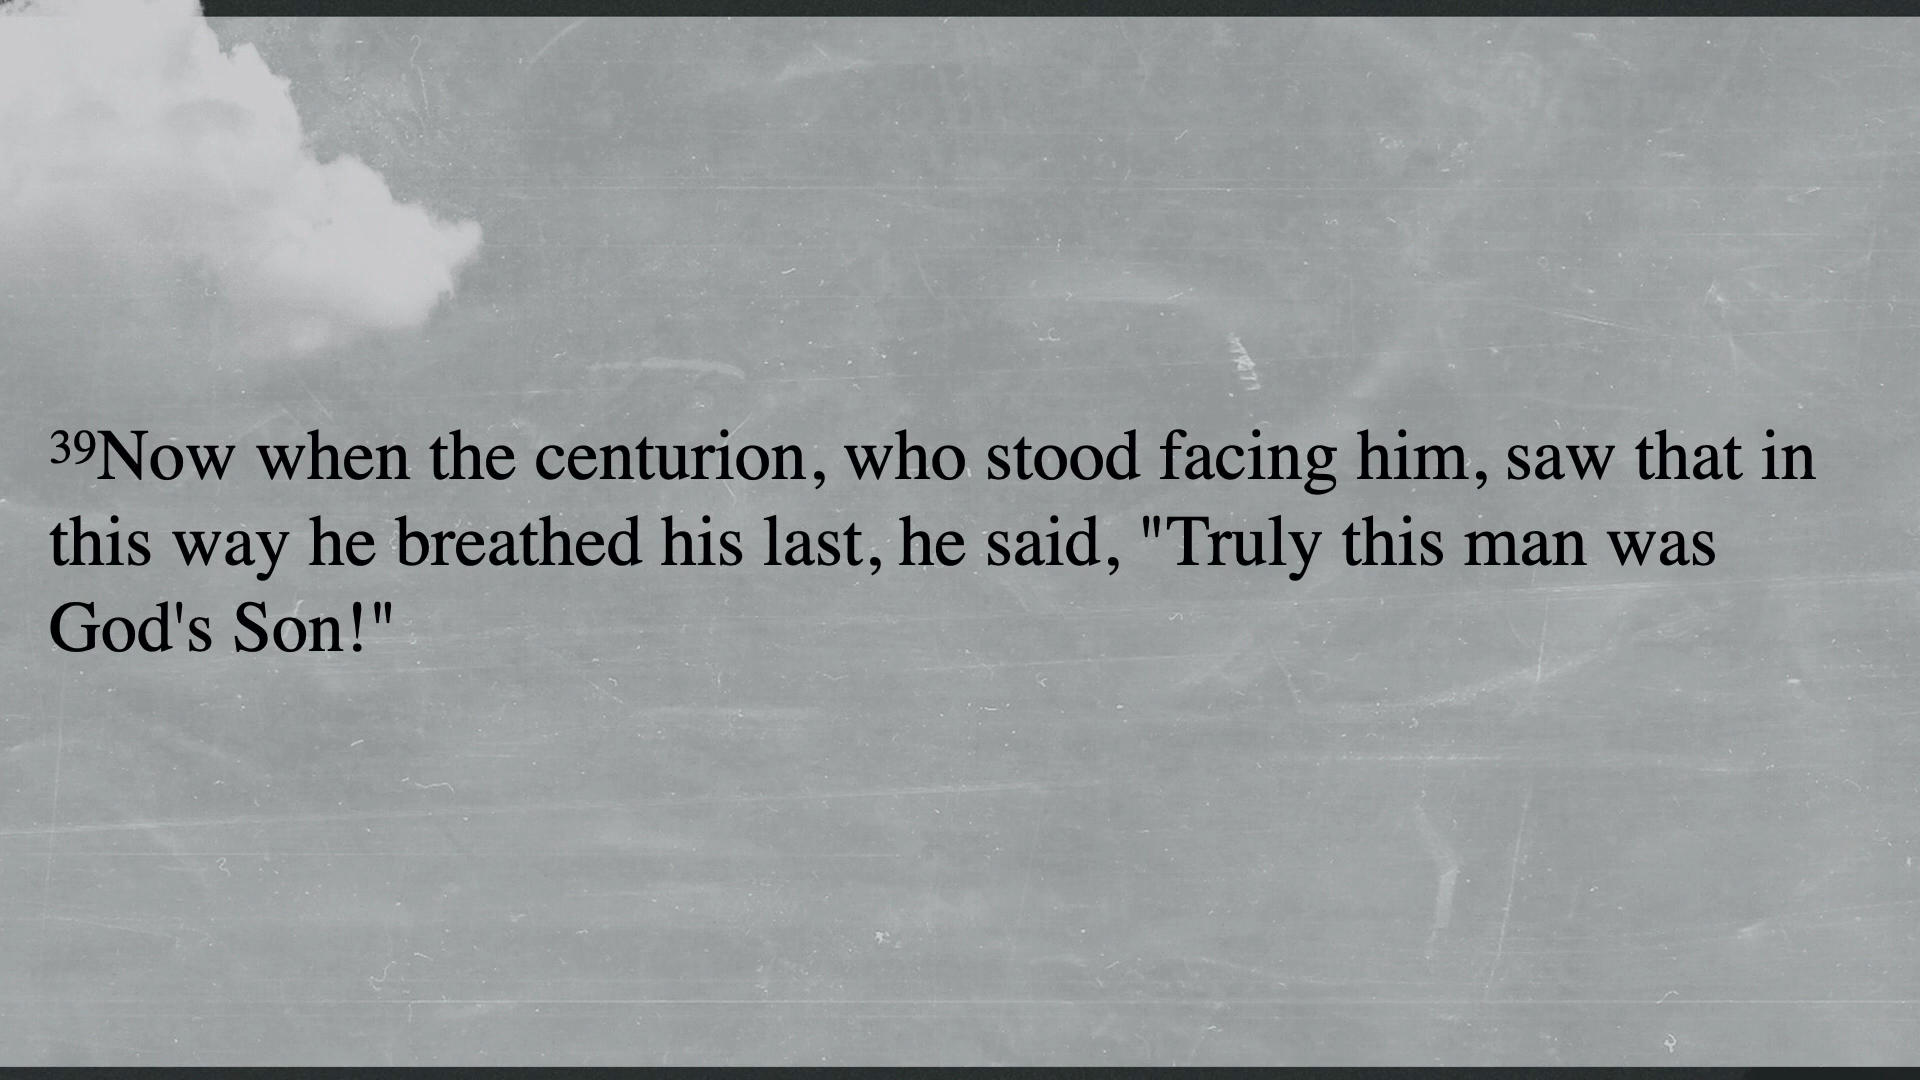 39Now when the centurion, who stood facing him, saw that in
this way he breathed his last, he said, "Truly this man was
God's Son!"